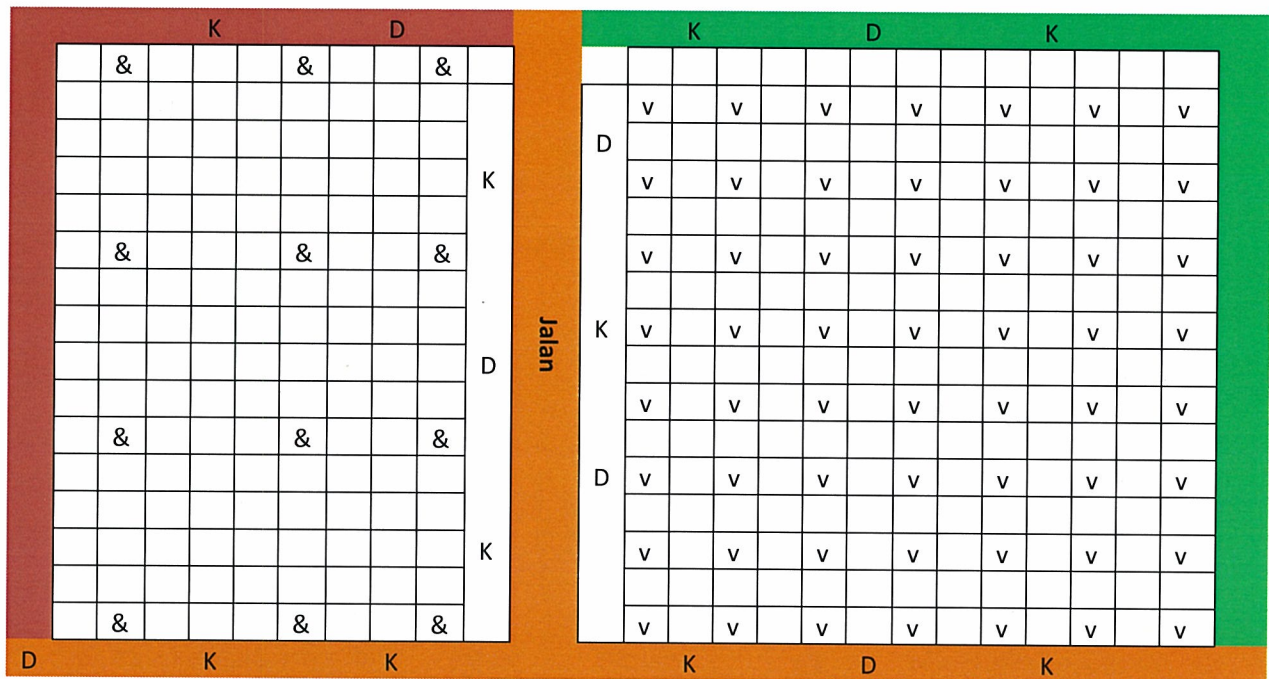 K D K D K
& & &
v v v v v v v
D
K v v v v v v v
& & & v v v v v v v
Jalan
K v v v v v v v
D
v v v v v v v
& & &
D v v v v v v v
K v v v v v v v
& & & v v v v v v v
D K K K D K